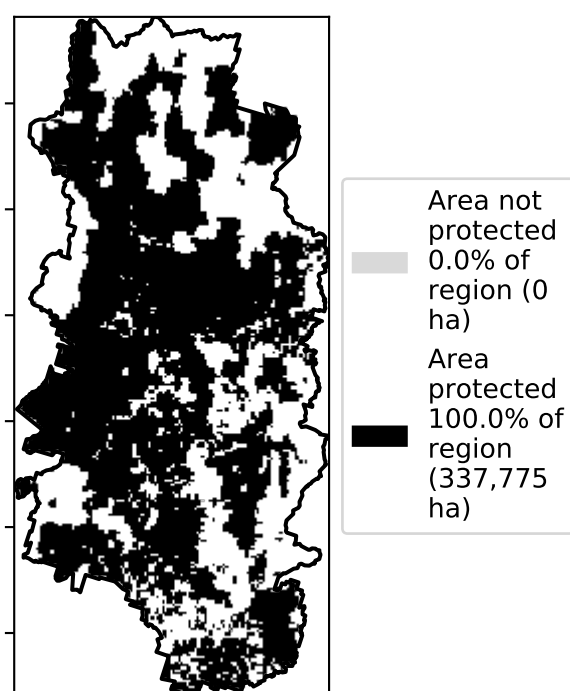 Area not
protected
0.0% of
region (0
ha)
Area
protected
100.0% of
region
(337,775
ha)